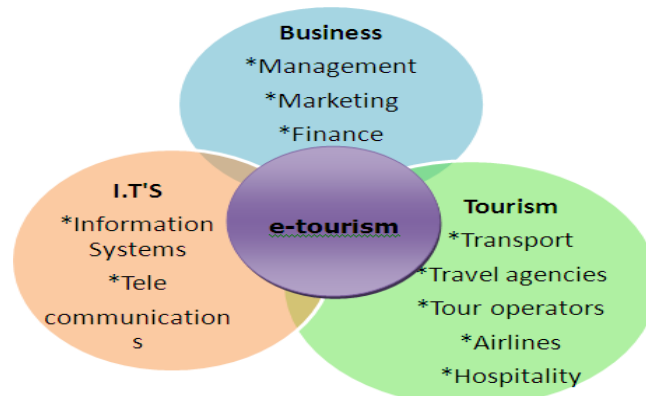 Business
*Management
*Marketing
*Finance
I.T'S
*Information
Systems
*Tele
communication
s
e-tourism
Tourism
*Transport
*Travel agencies
*Tour operators
*Airlines
*Hospitality